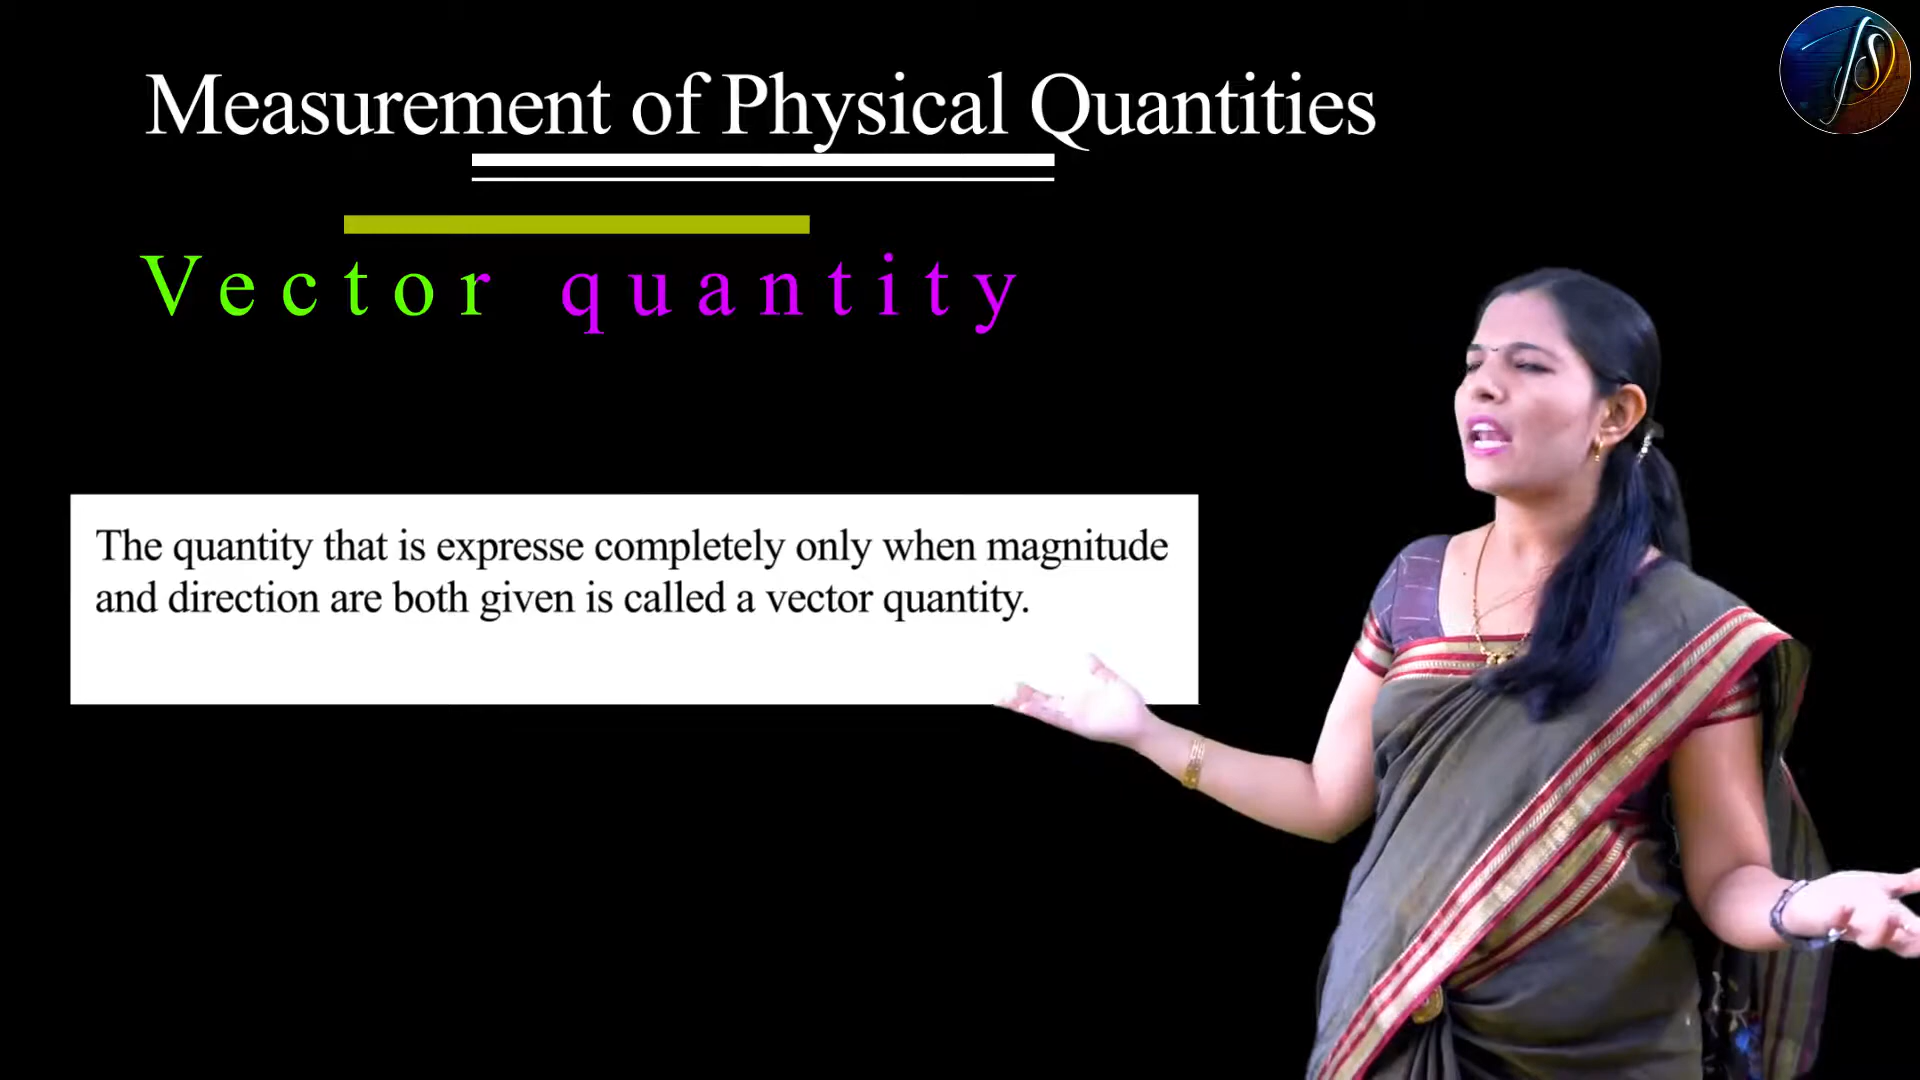 Measurement of Physical Quantities
Vector quantity
The quantity that is expresse completely only when magnitude
and direction are both given is called a vector quantity.